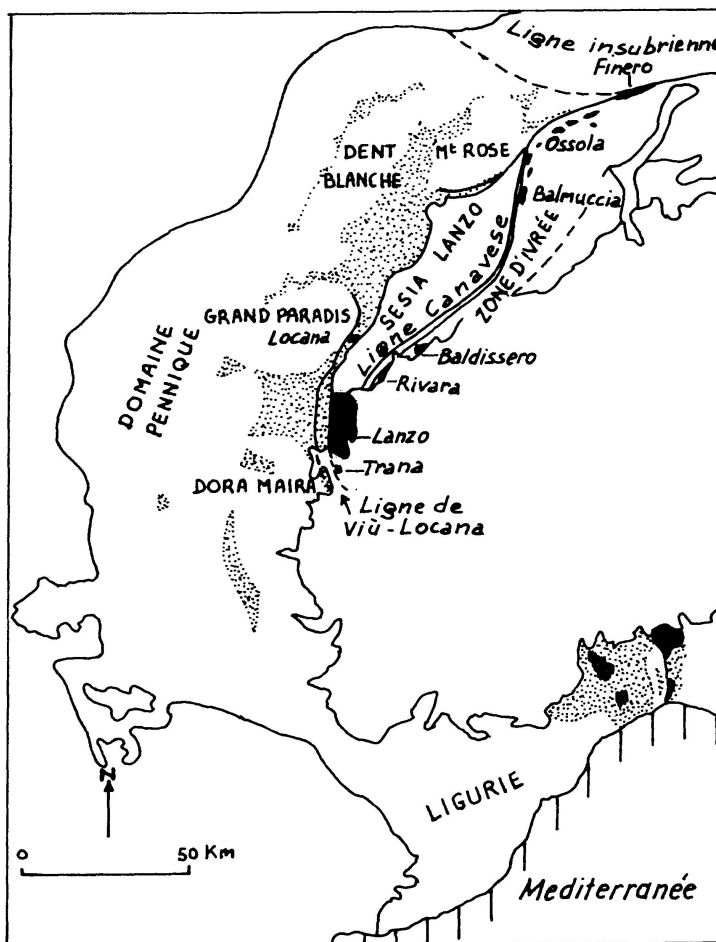 Ligne insubrienne
Finero
DENT
BLANCHE
Mt ROSE
Ossola
Balmuccia
SESIA LANZO
Ligne Canavese
ZONE D'IVRÉE
GRAND PARADIS
Locana
Baldissero
Rivara
DOMAINE
PENNIQUE
Lanzo
Trana
DORA MAIRA
Ligne de
Viù-Locana
N
0 50 Km
LIGURIE
Mediterranée